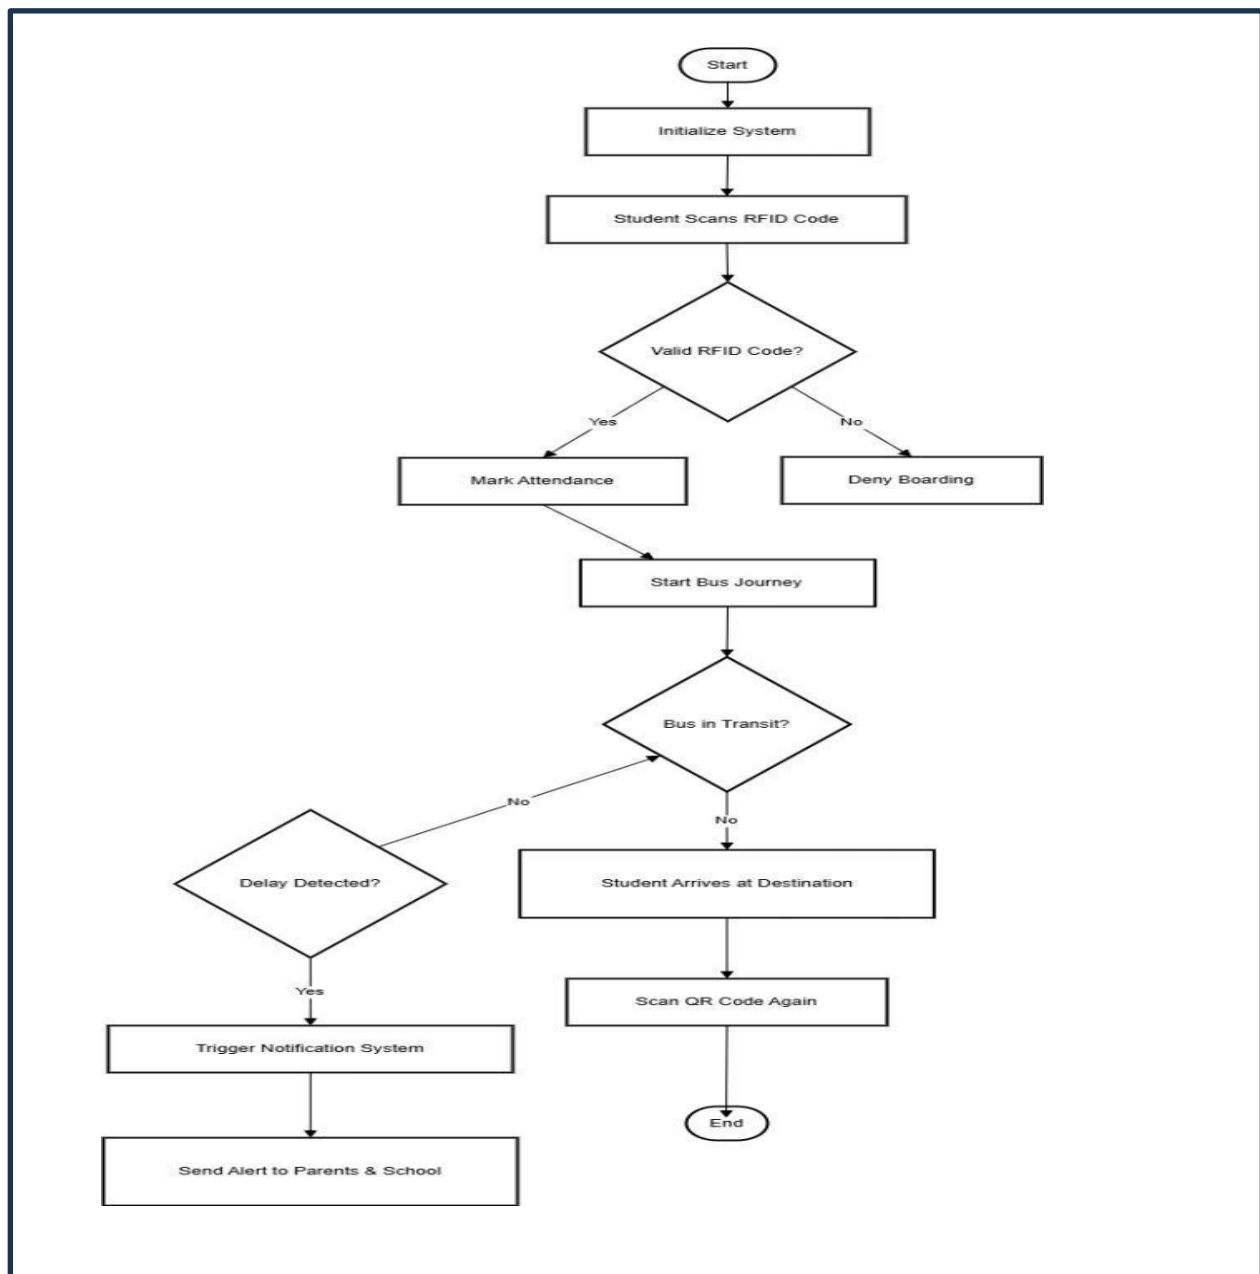 Start
Initialize System
Student Scans RFID Code
Valid RFID Code?
Yes
No
Mark Attendance
Deny Boarding
Start Bus Journey
Bus in Transit?
No
No
Delay Detected?
Student Arrives at Destination
Yes
Scan QR Code Again
Trigger Notification System
End
Send Alert to Parents & School